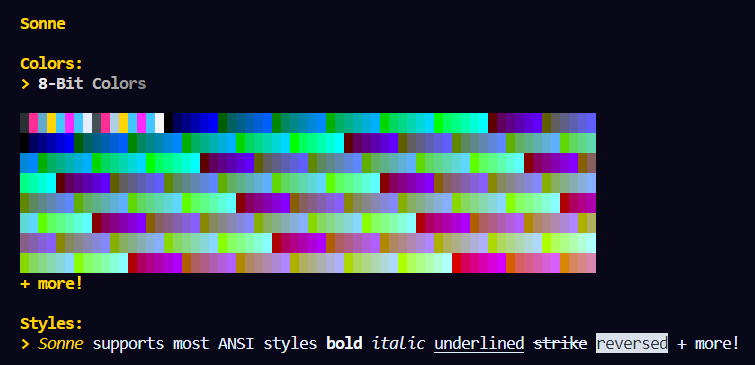 Sonne
Colors:
> 8-Bit Colors
+ more!
Styles:
> Sonne supports most ANSI styles bold italic underlined strike reversed + more!